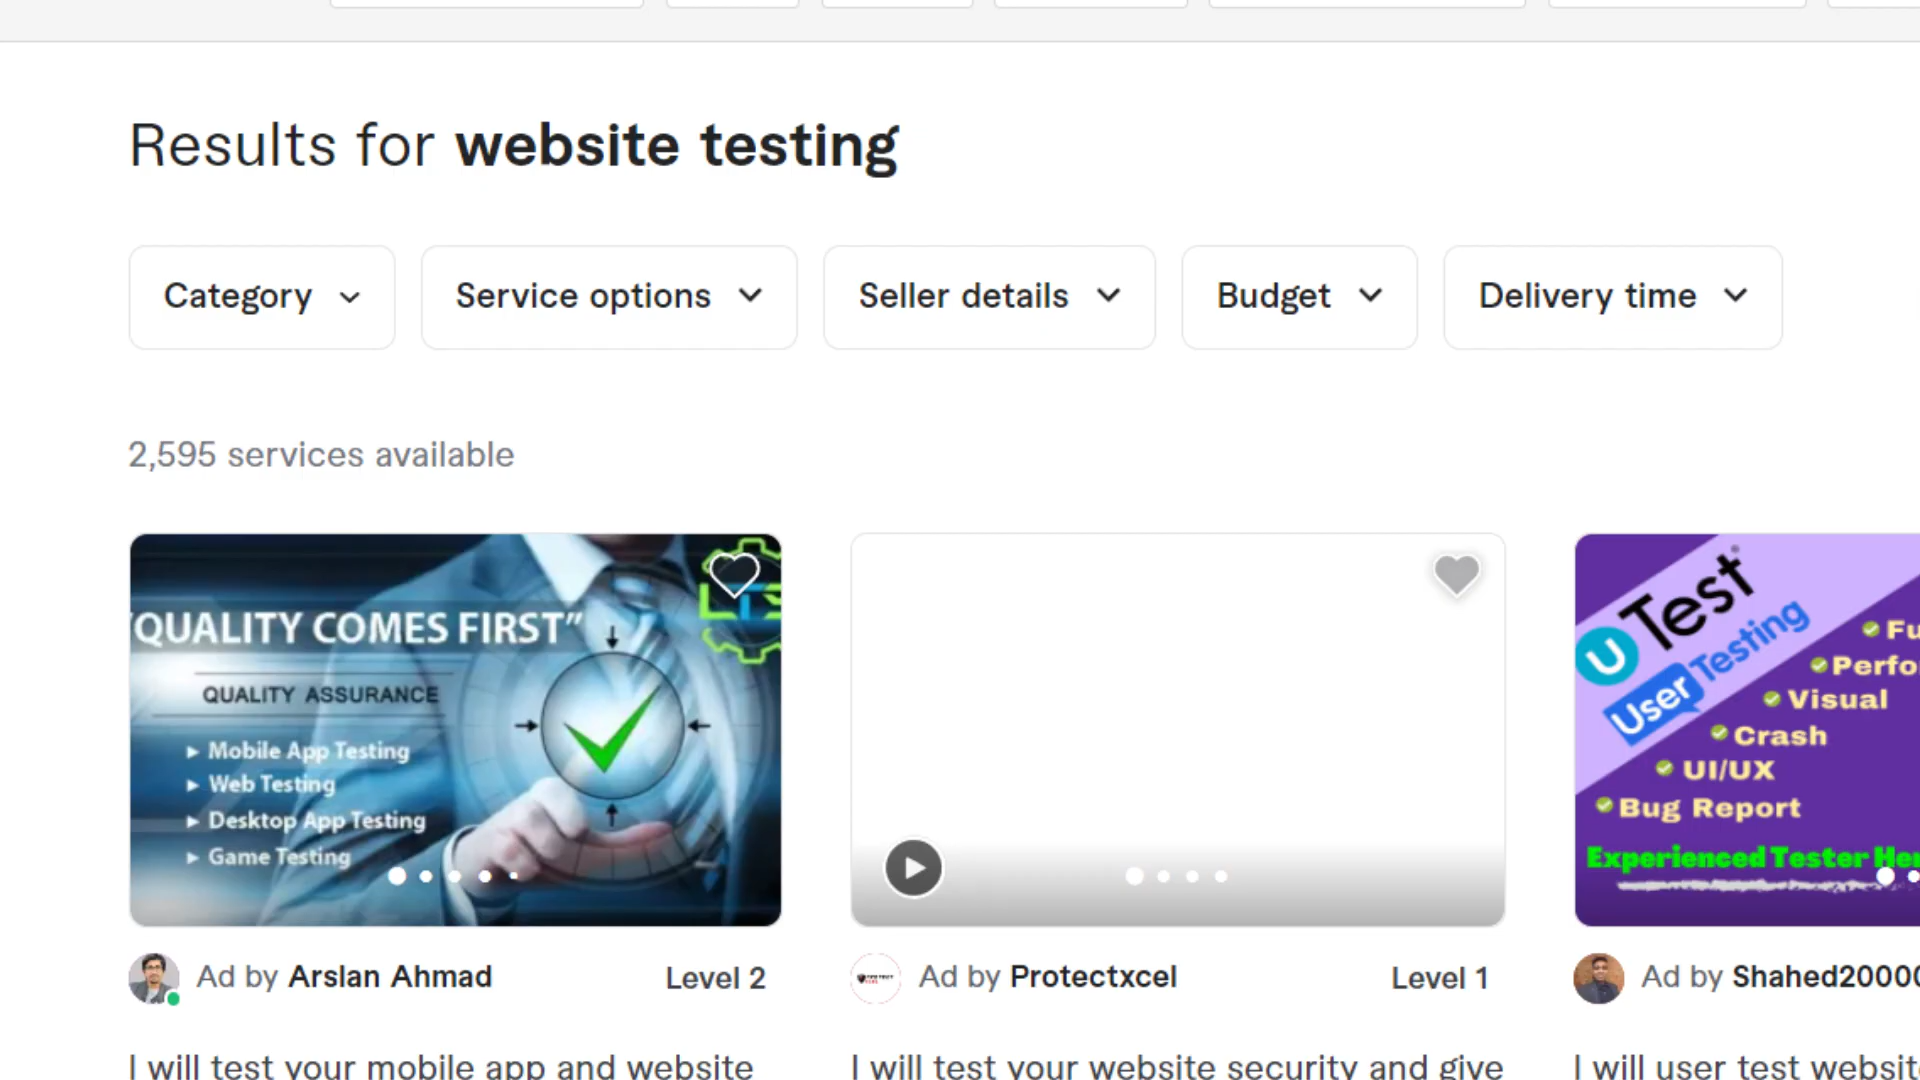 Results for website testing
Category
Service options
Seller details
Budget
Delivery time
2,595 services available
"QUALITY COMES FIRST"
QUALITY ASSURANCE
Mobile App Testing
Web Testing
Desktop App Testing
Game Testing
U Test
User Testing
Visual
Crash
UI/UX
Bug Report
Experienced Tester
Ad by Arslan Ahmad
Level 2
Ad by Protectxcel
Level 1
Ad by
I will test your mobile app and website
I will test your website security and give
I will user test